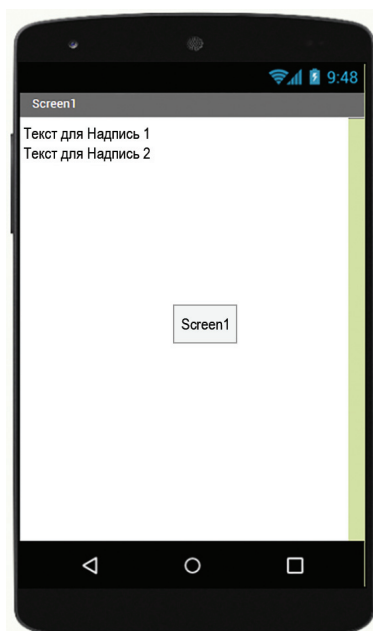 9:48
Screen1
Текст для Надпись 1
Текст для Надпись 2
Screen1